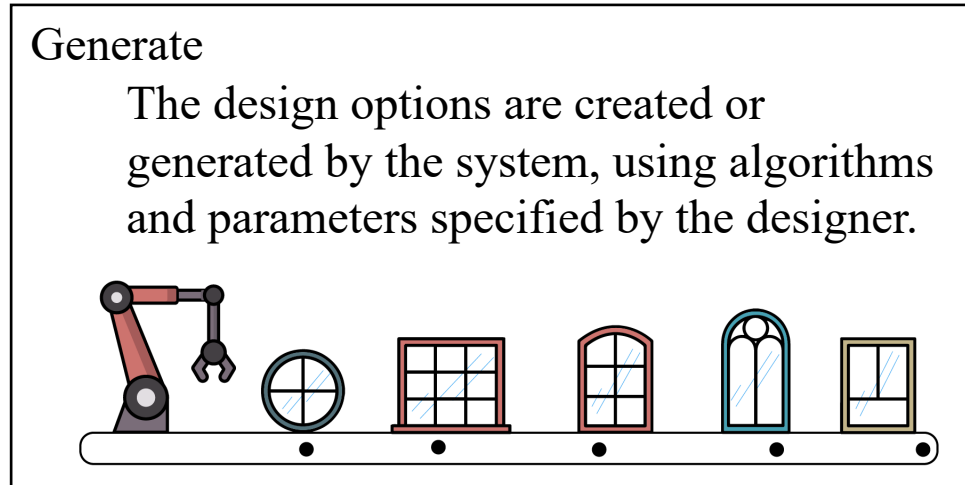 Generate
The design options are created or
generated by the system, using algorithms
and parameters specified by the designer.